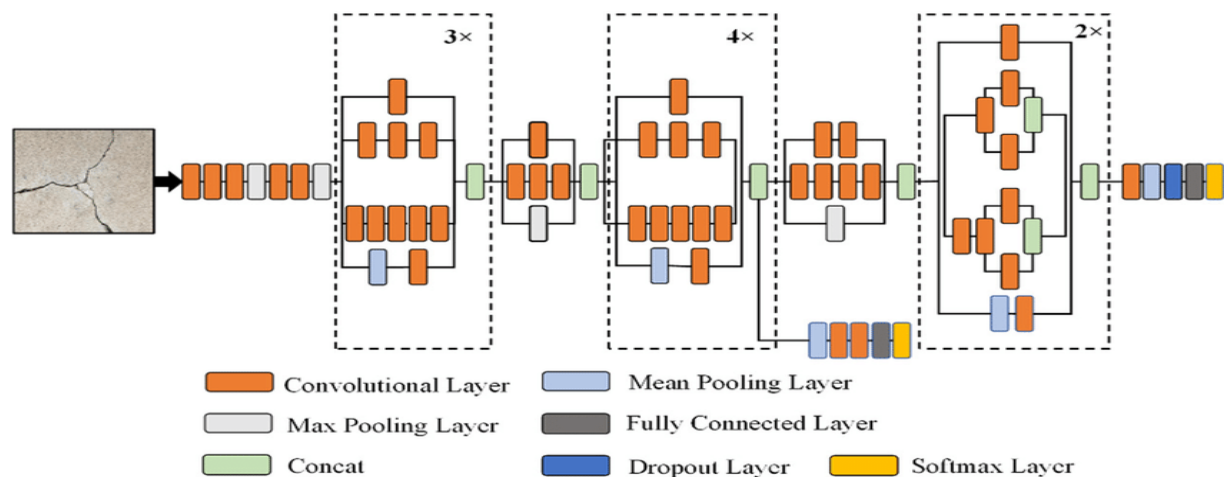 3× 4× 2×
Convolutional Layer Mean Pooling Layer
Max Pooling Layer Fully Connected Layer
Concat Dropout Layer Softmax Layer